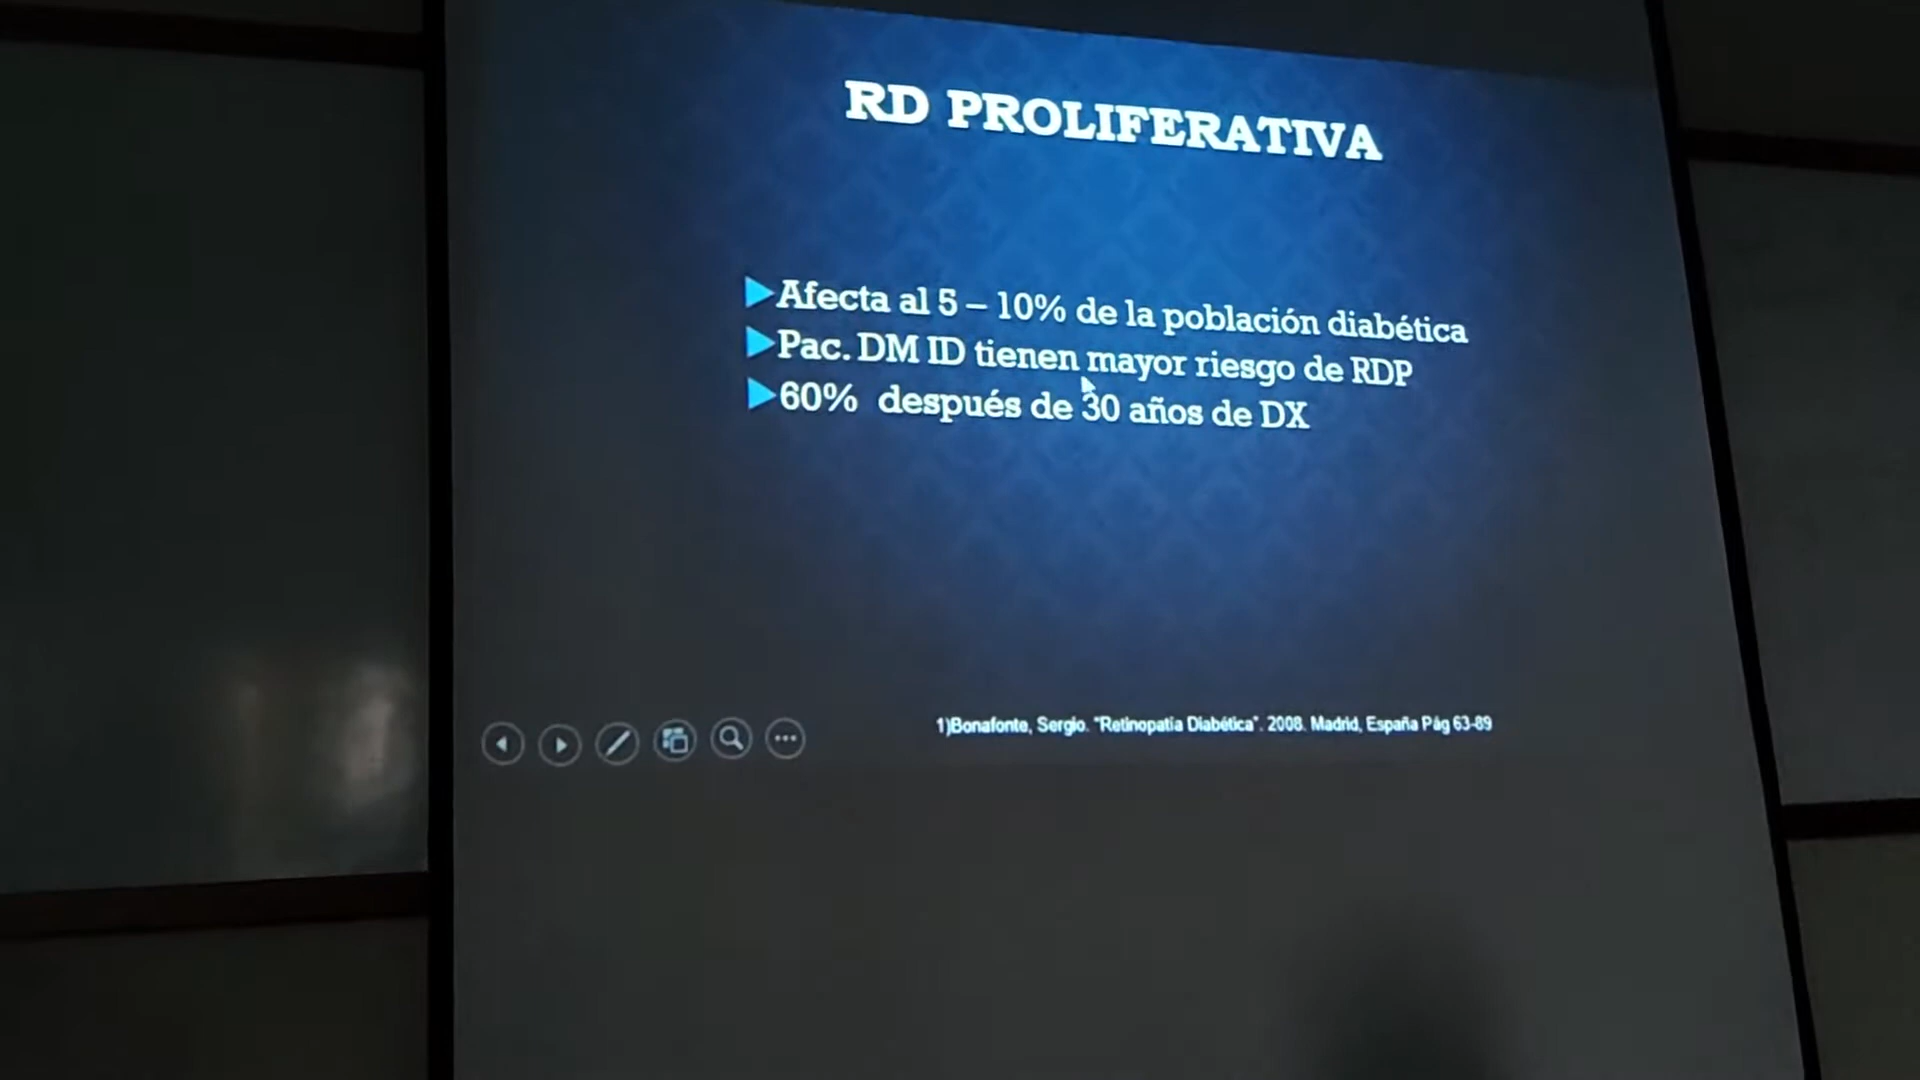 RD PROLIFERATIVA
Afecta al 5 – 10% de la población diabética
Pac. DM ID tienen mayor riesgo de RDP
60% después de 30 años de DX
1)Bonafonte, Sergio. "Retinopatía Diabética". 2008. Madrid, España Pág 63-89